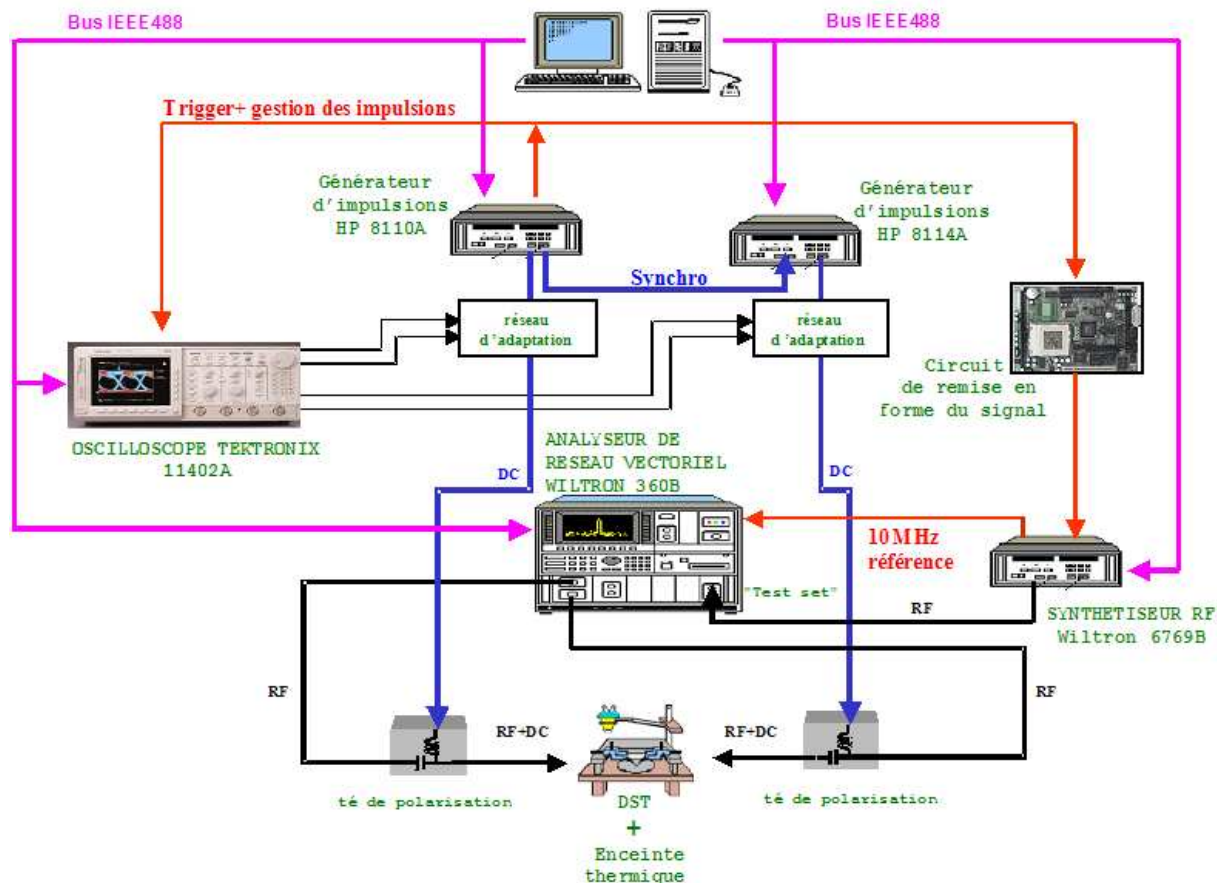 Bus IEEE488
Bus IEEE488
Trigger+ gestion des impulsions
Générateur
d'impulsions
HP 8110A
Générateur
d'impulsions
HP 8114A
Synchro
réseau
d'adaptation
réseau
d'adaptation
Circuit
de remise en
forme du signal
OSCILLOSCOPE TEKTRONIX
11402A
ANALYSEUR DE
RESEAU VECTORIEL
WILTRON 360B
DC
DC
10 MHz
référence
"Test set"
RF
SYNTHETISEUR RF
Wiltron 6769B
RF
RF
RF+DC
RF+DC
té de polarisation
té de polarisation
DST
+
Enceinte
thermique